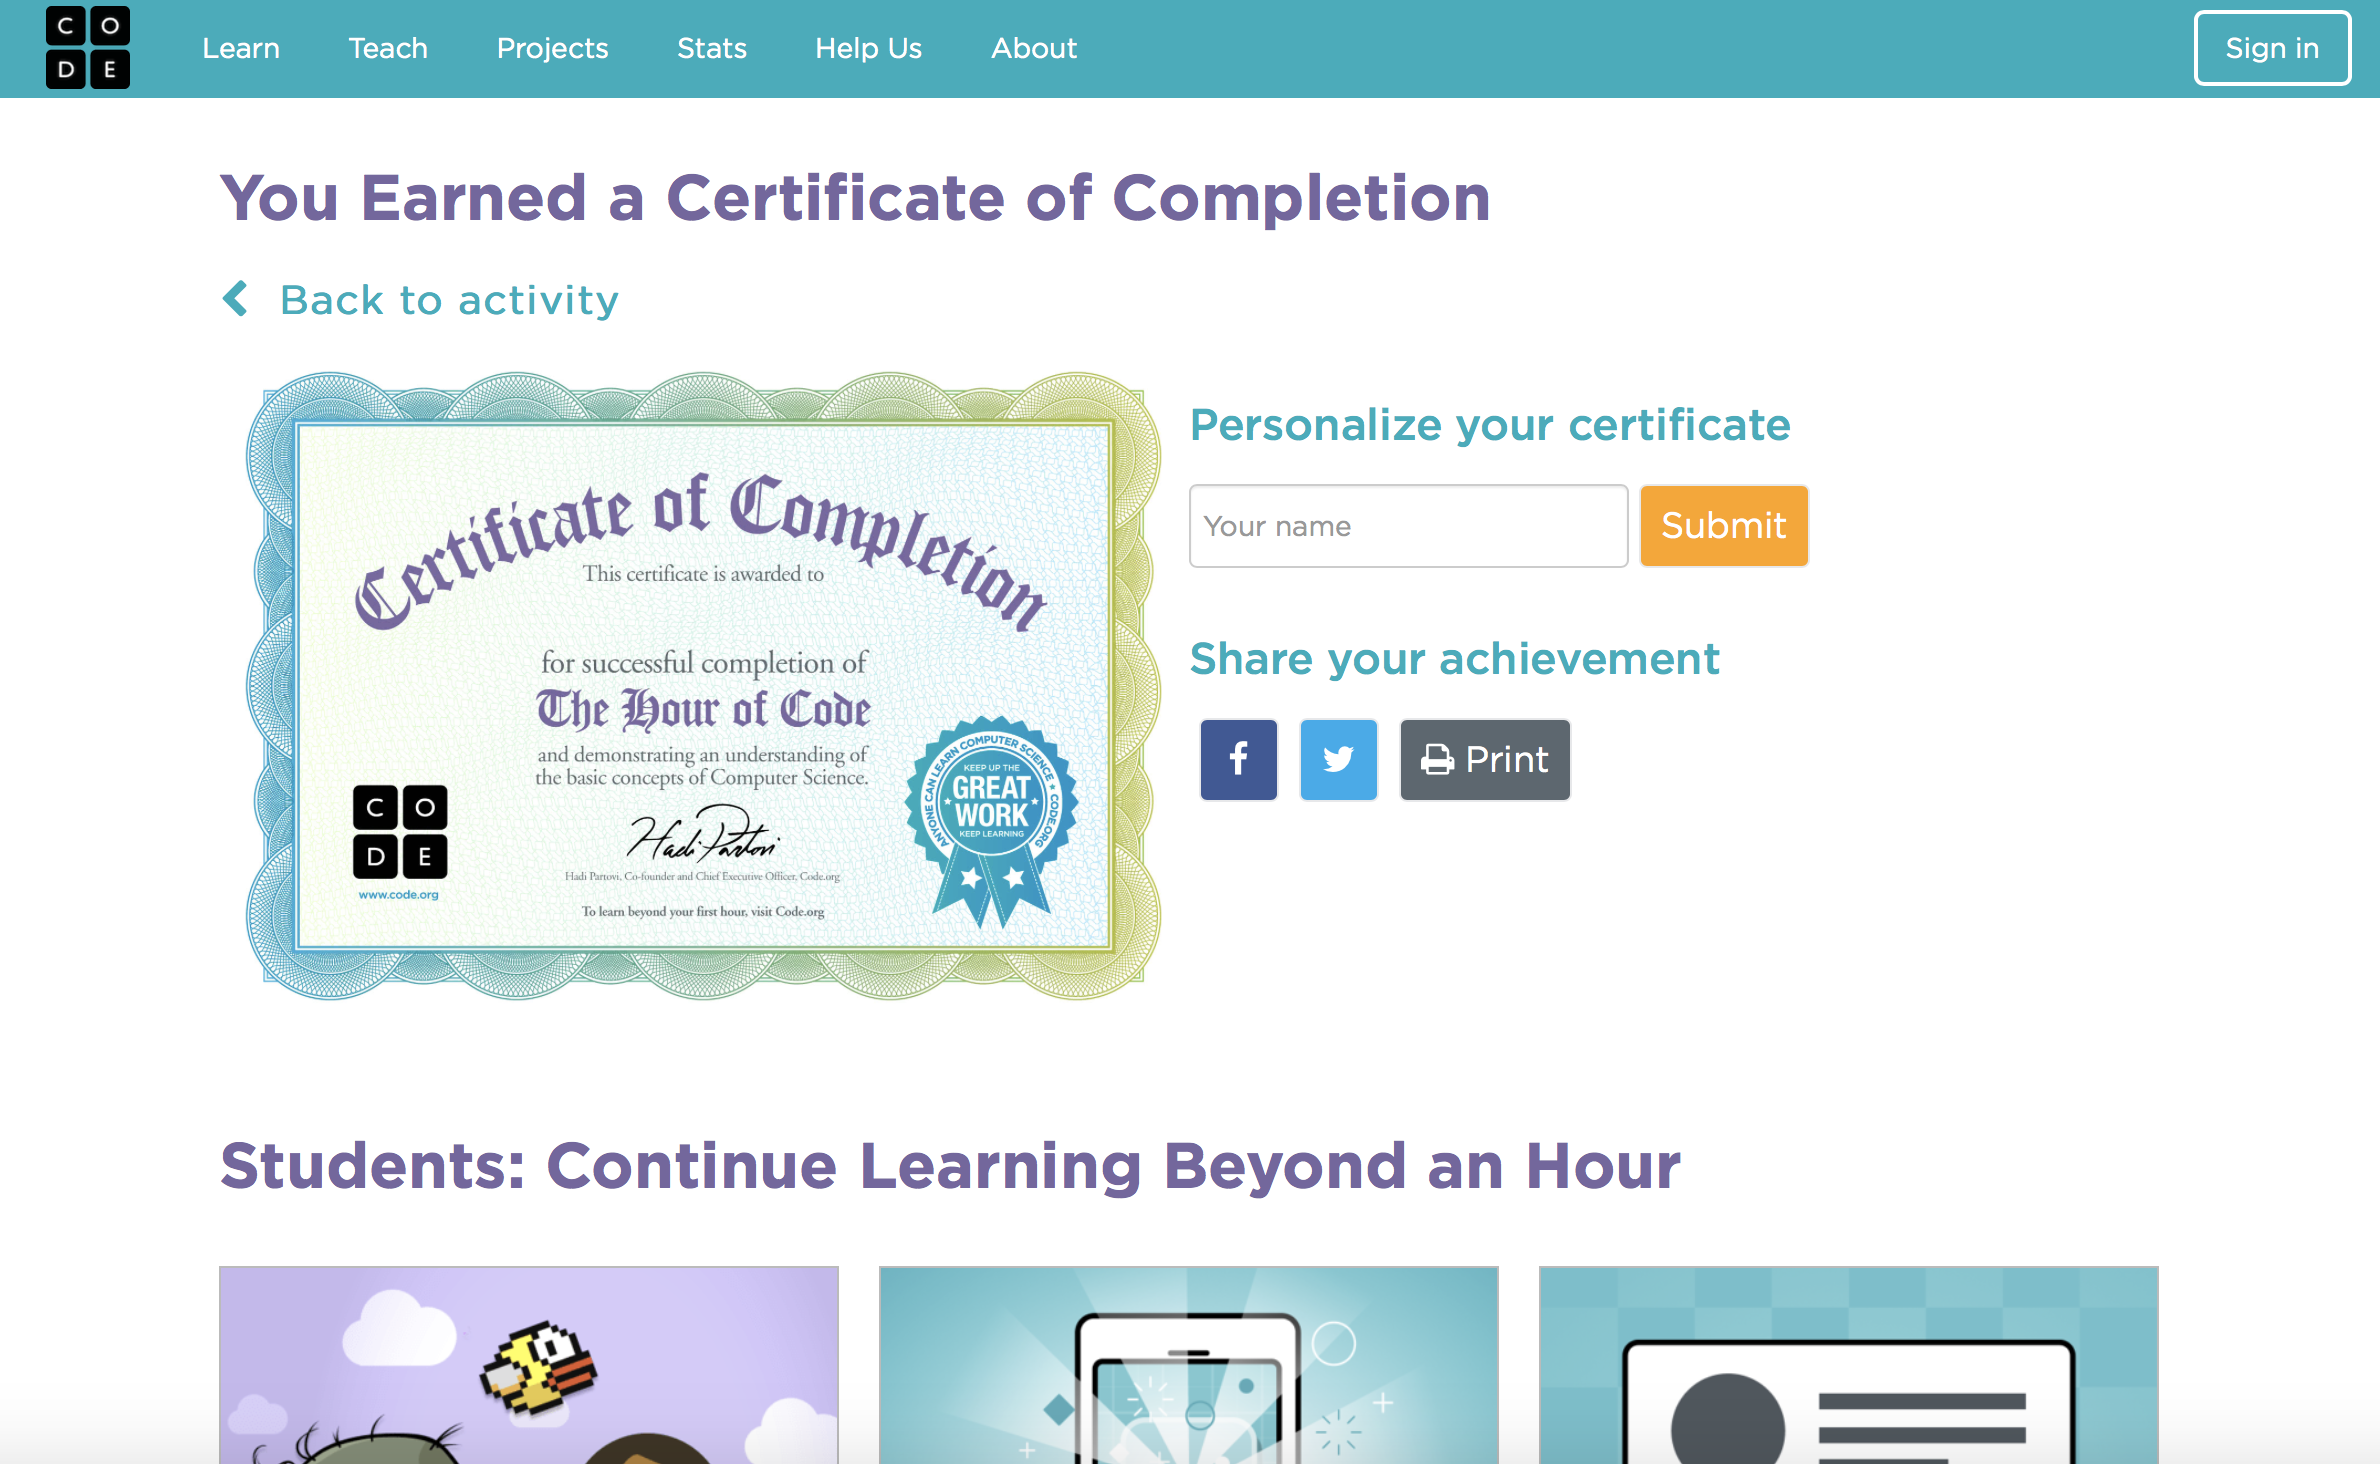 C O
D E
Learn Teach Projects Stats Help Us About Sign in
You Earned a Certificate of Completion
Back to activity
Certificate of Completion
This certificate is awarded to
for successful completion of
The Hour of Code
and demonstrating an understanding of
the basic concepts of Computer Science.
Hadi Partovi
Hadi Partovi, Co-founder and Chief Executive Officer, Code.org
To learn beyond your first hour, visit Code.org
C O
D E
www.code.org
ANYONE CAN LEARN COMPUTER SCIENCE ★ CODE.ORG
KEEP UP THE
GREAT
WORK
KEEP LEARNING
Personalize your certificate
Your name Submit
Share your achievement
f Print
Students: Continue Learning Beyond an Hour